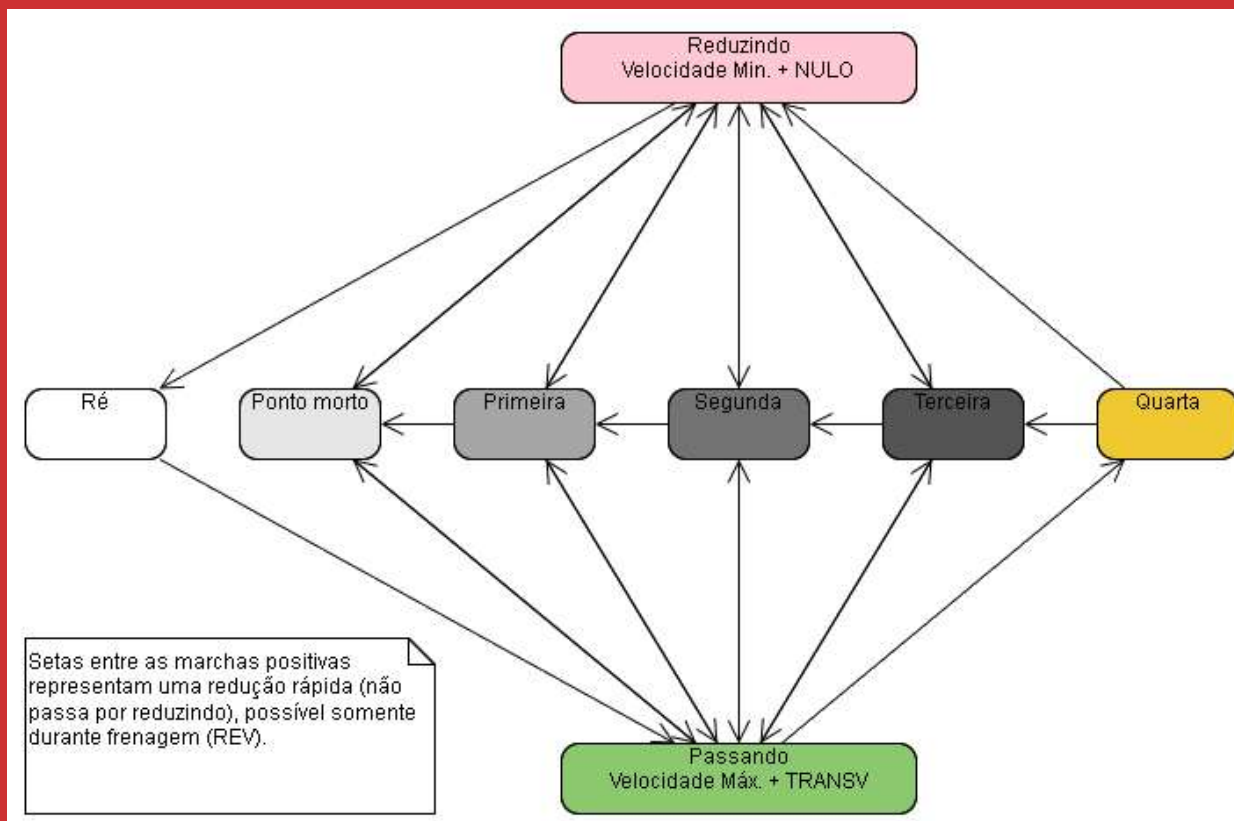 Reduzindo
Velocidade Min. + NULO
Ré
Ponto morto
Primeira
Segunda
Terceira
Quarta
Setas entre as marchas positivas
representam uma redução rápida (não
passa por reduzindo), possível somente
durante frenagem (REV).
Passando
Velocidade Máx. + TRANSV